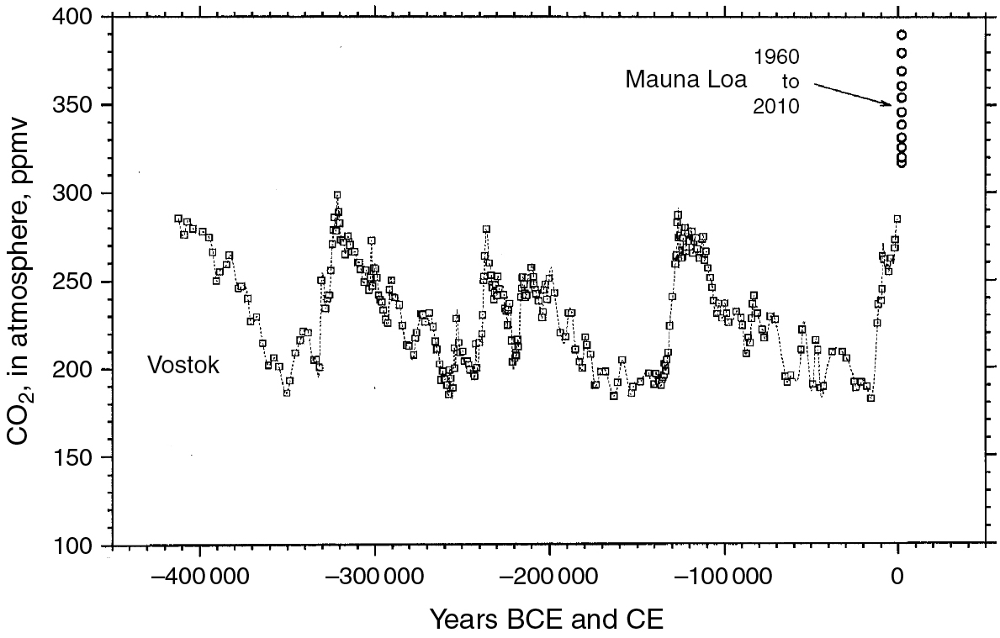 400
350
300
250
200
150
100
CO2, in atmosphere, ppmv
1960
Mauna Loa to
2010
Vostok
–400 000 –300 000 –200 000 –100 000 0
Years BCE and CE